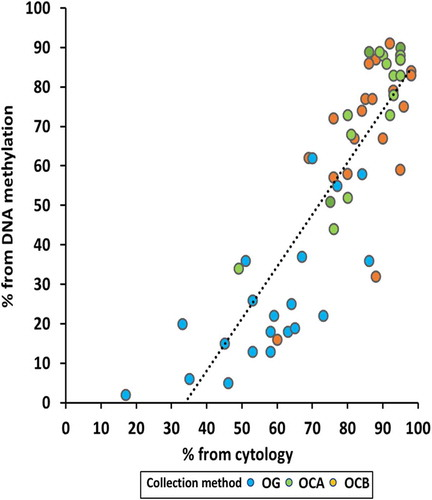 % from DNA methylation
100
90
80
70
60
50
40
30
20
10
0
0 10 20 30 40 50 60 70 80 90 100
% from cytology
Collection method OG OCA OCB